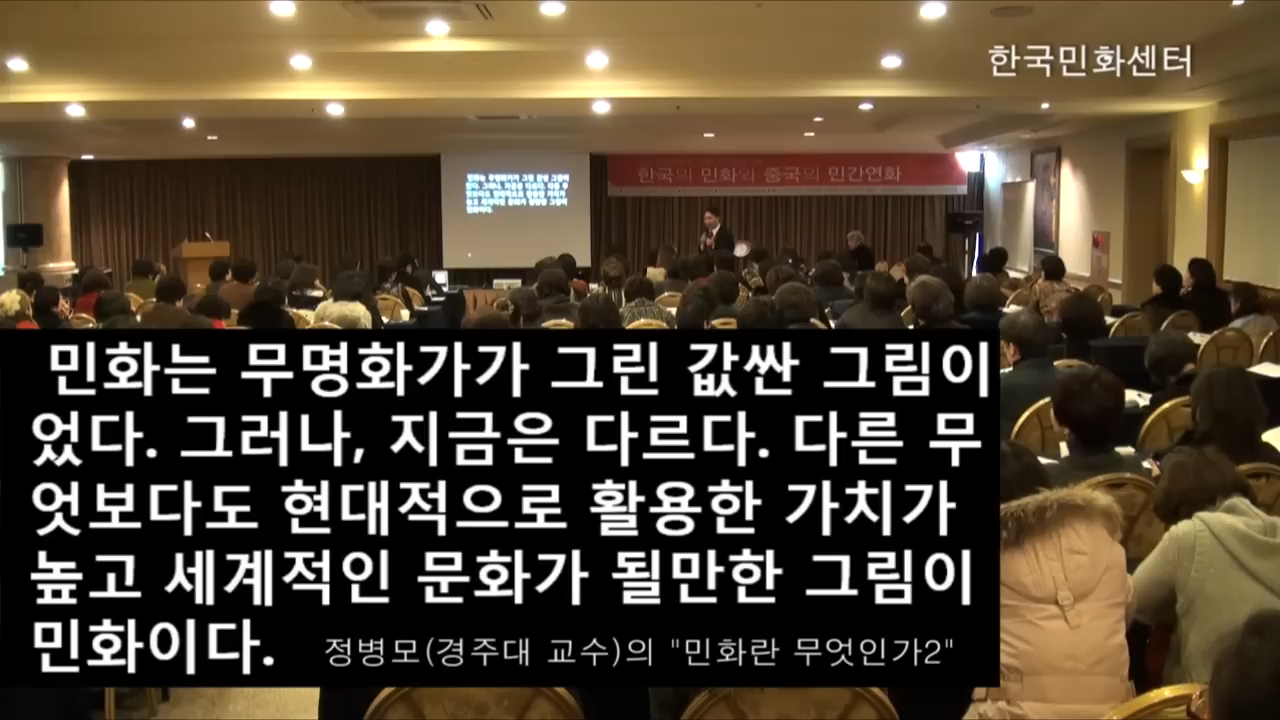 한국민화센터
한국의 민화와 중국의 민간연화
민화는 무명화가가 그린 값싼 그림이
었다. 그러나, 지금은 다르다. 다른 무
엇보다도 현대적으로 활용한 가치가
높고 세계적인 문화가 될만한 그림이
민화이다.
정병모(경주대 교수)의 "민화란 무엇인가2"